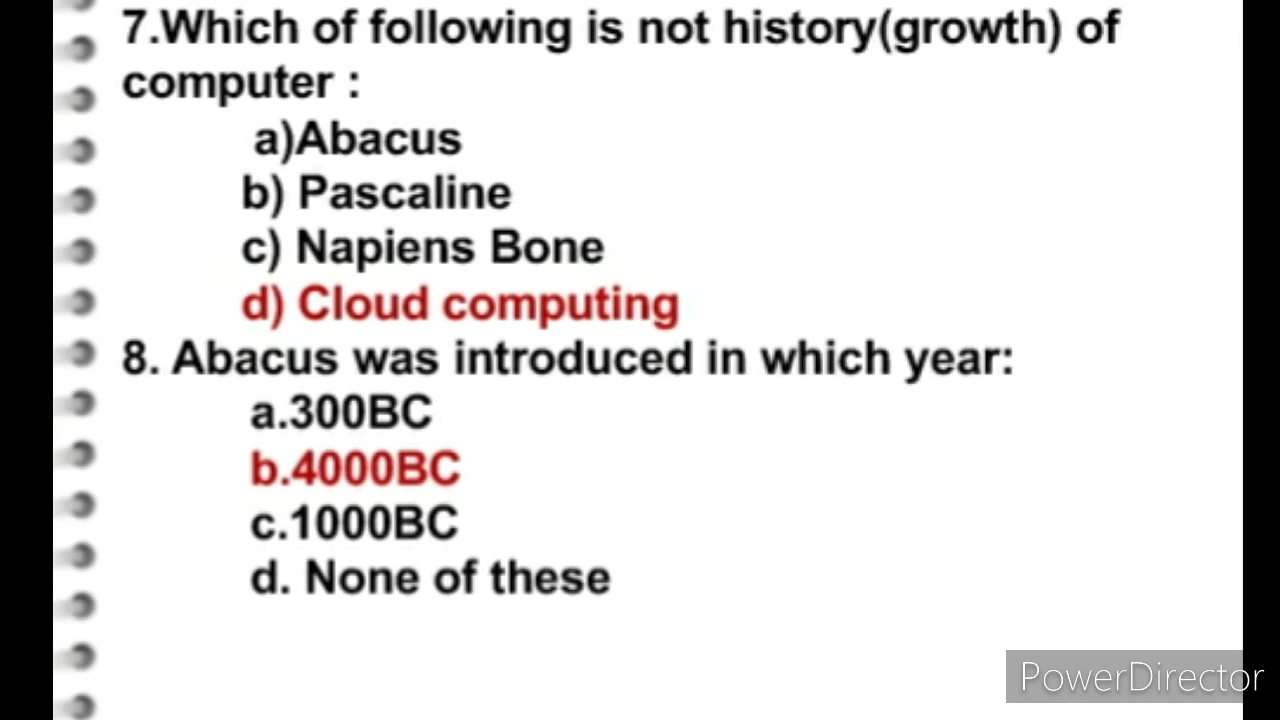 7.Which of following is not history(growth) of
computer :
a)Abacus
b) Pascaline
c) Napiens Bone
d) Cloud computing
8. Abacus was introduced in which year:
a.300BC
b.4000BC
c.1000BC
d. None of these
PowerDirector